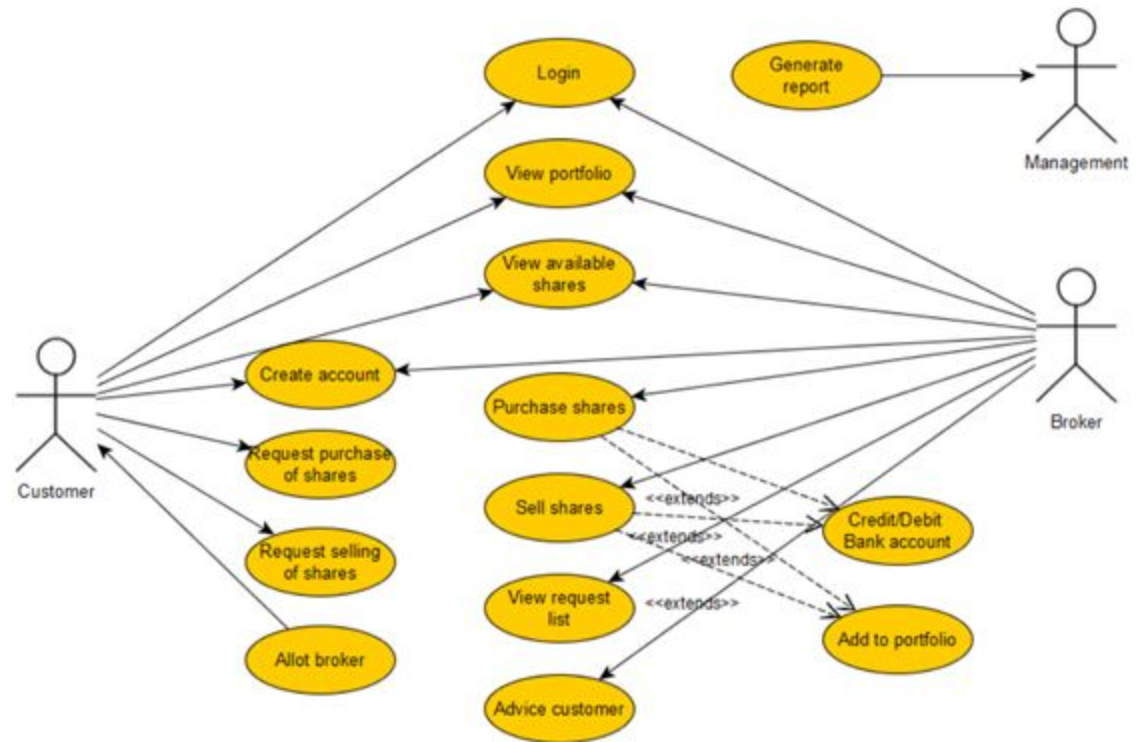 Login
Generate
report
Management
View portfolio
View available
shares
Create account
Purchase shares
Broker
Customer
Request purchase
of shares
Sell shares
<<extends>>
Credit/Debit
Bank account
<<extends>>
<<extends>>
Request selling
of shares
View request
list
<<extends>>
Add to portfolio
Allot broker
Advice customer